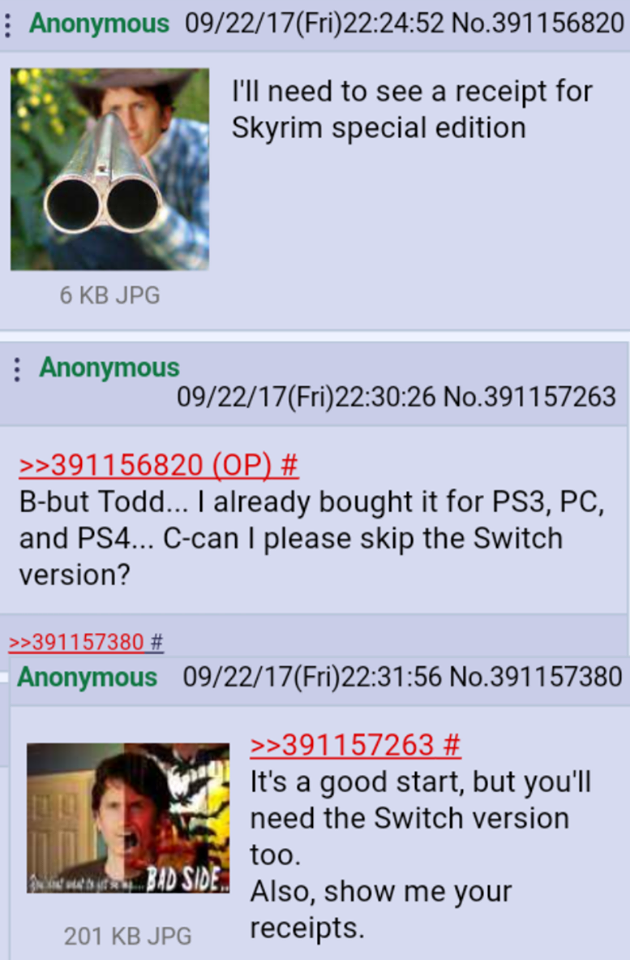 Anonymous 09/22/17(Fri)22:24:52 No.391156820
I'll need to see a receipt for
Skyrim special edition
6 KB JPG
Anonymous
09/22/17(Fri)22:30:26 No.391157263
>>391156820 (OP) #
B-but Todd... I already bought it for PS3, PC,
and PS4... C-can I please skip the Switch
version?
>>391157380 #
Anonymous 09/22/17(Fri)22:31:56 No.391157380
>>391157263 #
It's a good start, but you'll
need the Switch version
too.
Also, show me your
receipts.
You dont want to get on my... BAD SIDE..
201 KB JPG